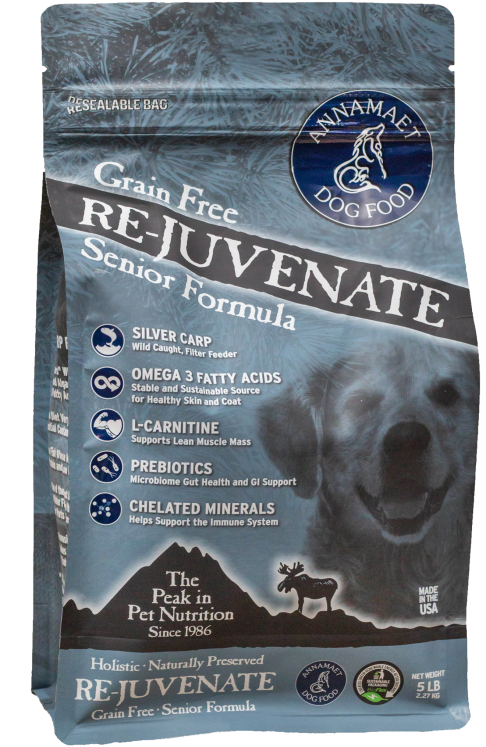 RESEALABLE BAG
ANNAMAET
DOG FOOD
Grain Free
RE-JUVENATE
Senior Formula
SILVER CARP
Wild Caught, Filter Feeder
OMEGA 3 FATTY ACIDS
Stable and Sustainable Source
for Healthy Skin and Coat
L-CARNITINE
Supports Lean Muscle Mass
PREBIOTICS
Microbiome Gut Health and GI Support
CHELATED MINERALS
Helps Support the Immune System
The
Peak in
Pet Nutrition
Since 1986
MADE
IN THE
USA
Holistic · Naturally Preserved
RE-JUVENATE
Grain Free · Senior Formula
ANNAMAET
DOG FOOD
SUSTAINABLE
PACKAGING
NET WEIGHT
5 LB
2.27 KG